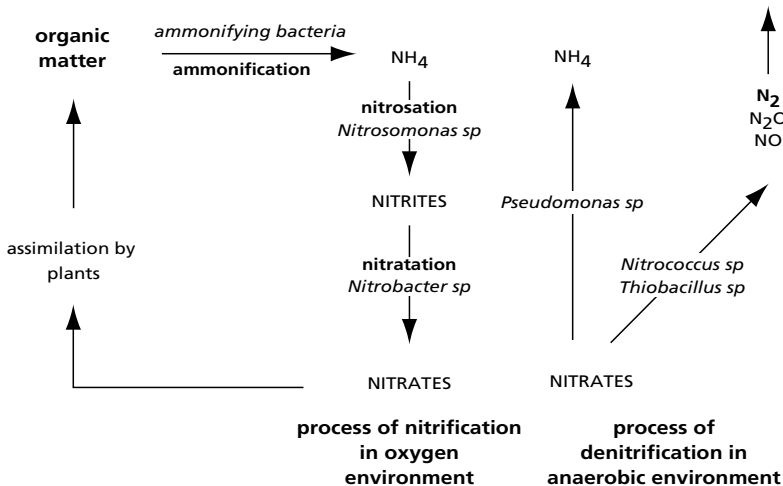 organic
matter
ammonifying bacteria
ammonification
NH4
nitrosation
Nitrosomonas sp
NITRITES
nitratation
Nitrobacter sp
NITRATES
assimilation by
plants
process of nitrification
in oxygen
environment
NH4
Pseudomonas sp
NITRATES
N2
N2O
NO
Nitrococcus sp
Thiobacillus sp
process of
denitrification in
anaerobic environment